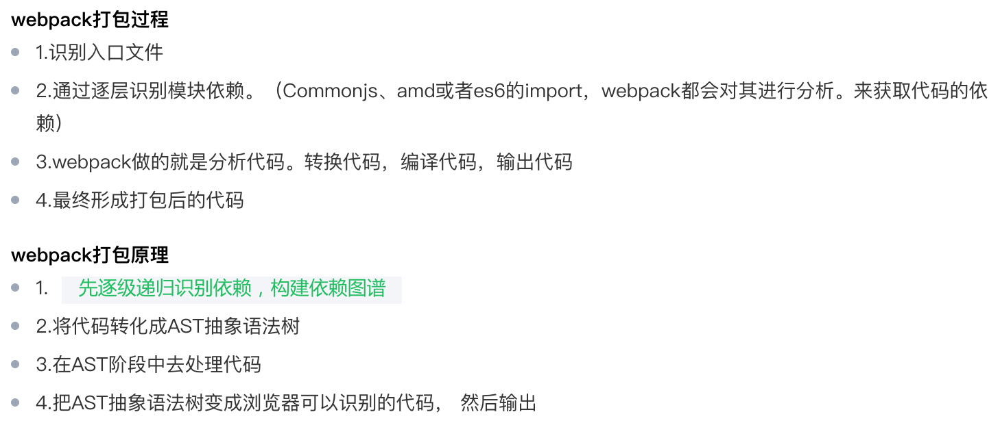 webpack打包过程
1.识别入口文件
2.通过逐层识别模块依赖。（Commonjs、amd或者es6的import，webpack都会对其进行分析。来获取代码的依
赖）
3.webpack做的就是分析代码。转换代码，编译代码，输出代码
4.最终形成打包后的代码
webpack打包原理
1. 先逐级递归识别依赖，构建依赖图谱
2.将代码转化成AST抽象语法树
3.在AST阶段中去处理代码
4.把AST抽象语法树变成浏览器可以识别的代码， 然后输出